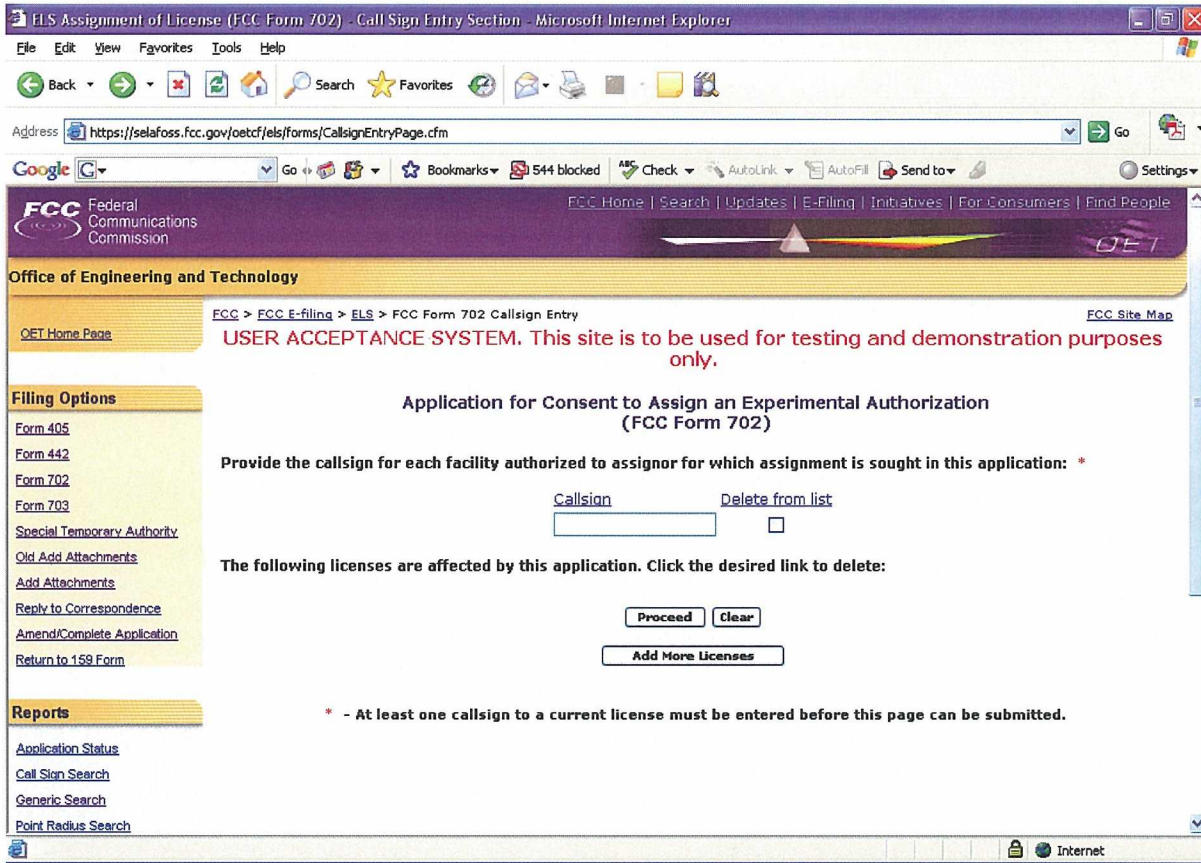 ELS Assignment of License (FCC Form 702) - Call Sign Entry Section - Microsoft Internet Explorer
File Edit View Favorites Tools Help
Back Search Favorites
Address https://selafoss.fcc.gov/oetcf/els/forms/CallsignEntryPage.cfm Go
Google G Go Bookmarks 544 blocked ABC Check AutoLink AutoFill Send to Settings
FCC Federal Communications Commission
FCC Home | Search | Updates | E-Filing | Initiatives | For Consumers | Find People
OET
Office of Engineering and Technology
OET Home Page
FCC > FCC E-filing > ELS > FCC Form 702 Callsign Entry FCC Site Map
USER ACCEPTANCE SYSTEM. This site is to be used for testing and demonstration purposes
only.
Filing Options
Form 405
Form 442
Form 702
Form 703
Special Temporary Authority
Old Add Attachments
Add Attachments
Reply to Correspondence
Amend/Complete Application
Return to 159 Form
Reports
Application Status
Call Sign Search
Generic Search
Point Radius Search
Application for Consent to Assign an Experimental Authorization
(FCC Form 702)
Provide the callsign for each facility authorized to assignor for which assignment is sought in this application: *
Callsign Delete from list
The following licenses are affected by this application. Click the desired link to delete:
Proceed Clear
Add More Licenses
* - At least one callsign to a current license must be entered before this page can be submitted.
Internet